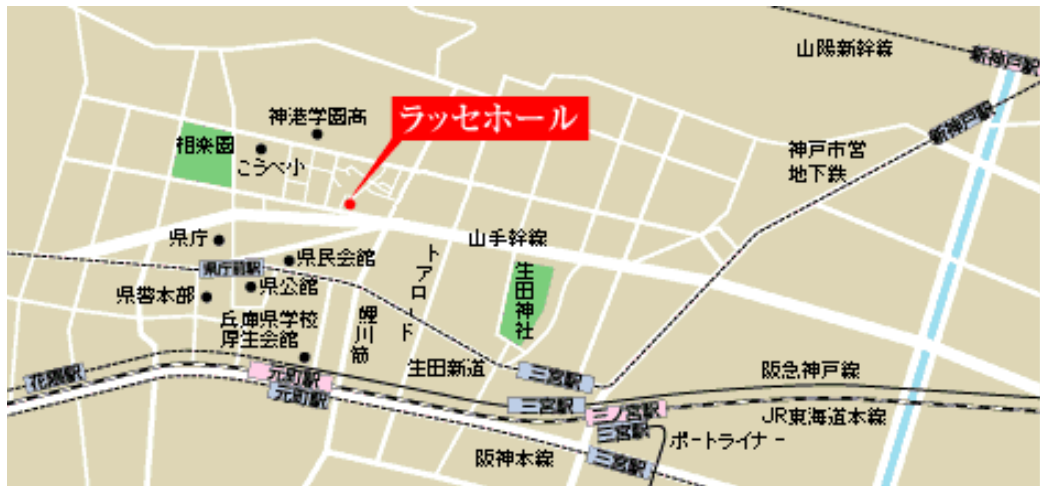 山陽新幹線
新神戸駅
新神戸駅
神戸市営
地下鉄
ラッセホール
神港学園高
相楽園
こうべ小
山手幹線
県庁
県民会館
県庁前駅
県公館
県警本部
トアロード
鯉川筋
生田神社
兵庫県学校
厚生会館
生田新道
三宮駅
花隈駅
元町駅
元町駅
三宮駅
三ノ宮駅
三宮駅
三宮駅
阪急神戸線
JR東海道本線
ポートライナー
阪神本線